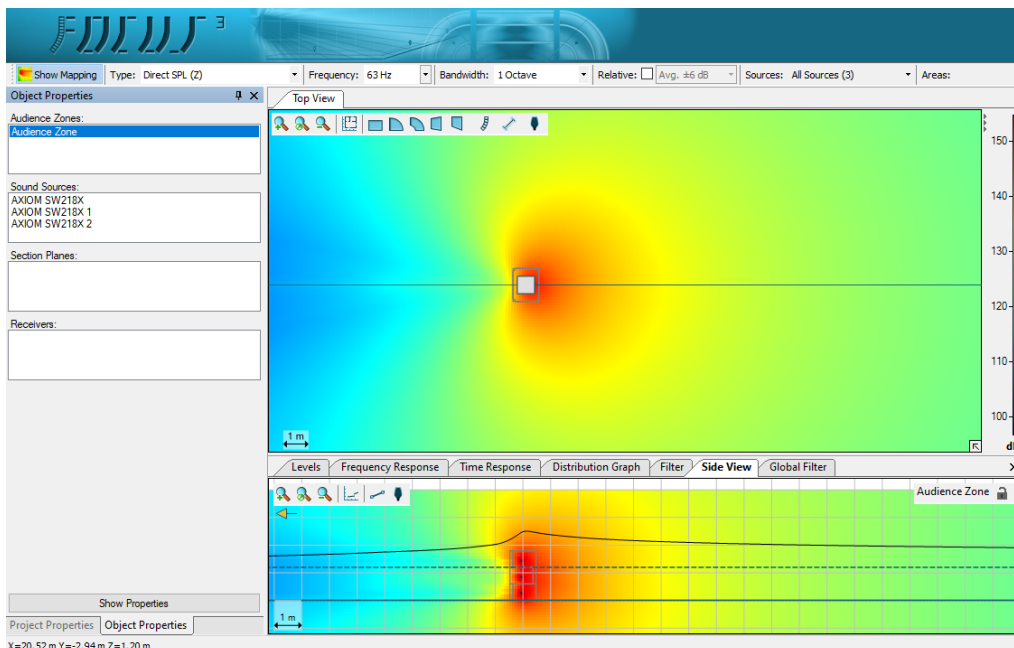 FOCUS 3
Show Mapping Type: Direct SPL (Z) Frequency: 63 Hz Bandwidth: 1 Octave Relative: Avg. ±6 dB Sources: All Sources (3) Areas:
Object Properties
Top View
Audience Zones:
Audience Zone
Sound Sources:
AXIOM SW218X
AXIOM SW218X 1
AXIOM SW218X 2
Section Planes:
Receivers:
150
140
130
120
110
100
1 m
Levels Frequency Response Time Response Distribution Graph Filter Side View Global Filter
Audience Zone
1 m
Show Properties
Project Properties Object Properties
X=20.52 m Y=-2.94 m Z=1.20 m